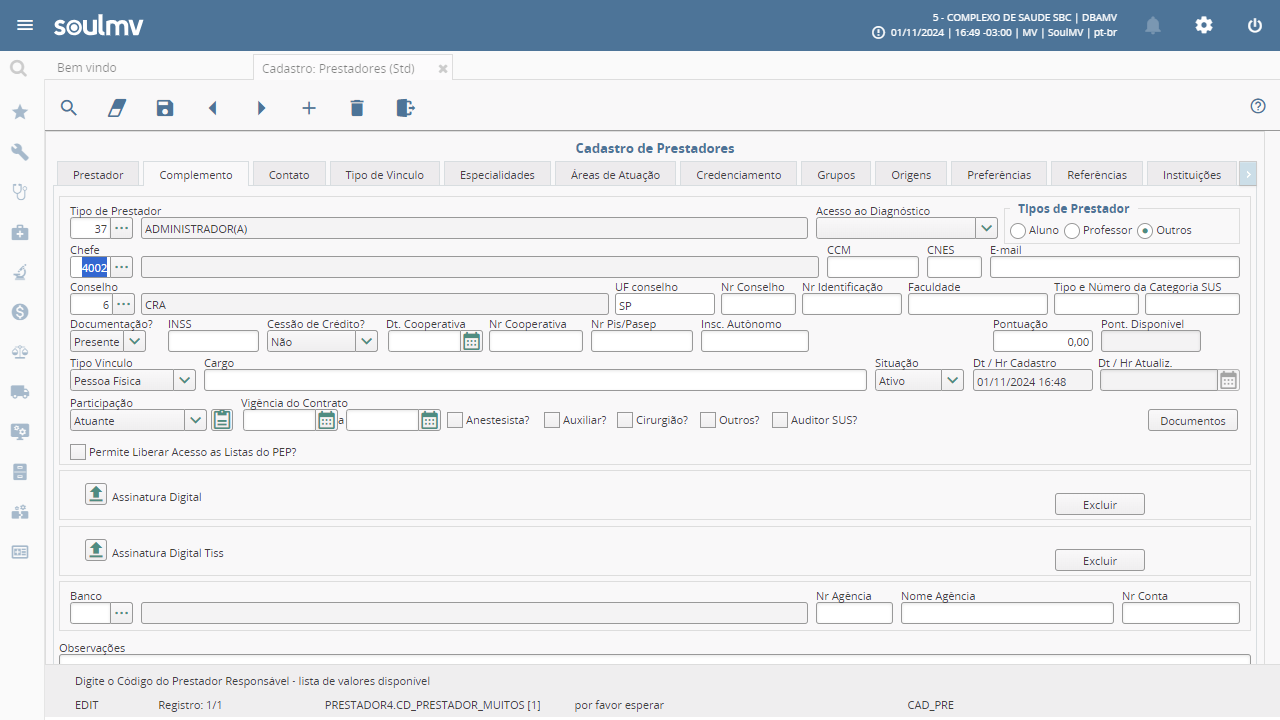 soulmv
5 - COMPLEXO DE SAUDE SBC | DBAMV
01/11/2024 | 16:49 -03:00 | MV | SoulMV | pt-br
Bem vindo
Cadastro: Prestadores (Std)
Cadastro de Prestadores
Prestador Complemento Contato Tipo de Vinculo Especialidades Áreas de Atuação Credenciamento Grupos Origens Preferências Referências Instituições
Tipo de Prestador Acesso ao Diagnóstico Tipos de Prestador
37 ... ADMINISTRADOR(A) Aluno Professor Outros
Chefe CCM CNES E-mail
4002 ...
Conselho UF conselho Nr Conselho Nr Identificação Faculdade Tipo e Número da Categoria SUS
6 ... CRA SP
Documentação? INSS Cessão de Crédito? Dt. Cooperativa Nr Cooperativa Nr Pis/Pasep Insc. Autônomo Pontuação Pont. Disponível
Presente Não 0,00
Tipo Vínculo Cargo Situação Dt / Hr Cadastro Dt / Hr Atualiz.
Pessoa Física Ativo 01/11/2024 16:48
Participação Vigência do Contrato
Atuante a Anestesista? Auxiliar? Cirurgião? Outros? Auditor SUS? Documentos
Permite Liberar Acesso as Listas do PEP?
Assinatura Digital Excluir
Assinatura Digital Tiss Excluir
Banco Nr Agência Nome Agência Nr Conta
...
Observações
Digite o Código do Prestador Responsável - lista de valores disponível
EDIT Registro: 1/1 PRESTADOR4.CD_PRESTADOR_MUITOS [1] por favor esperar CAD_PRE